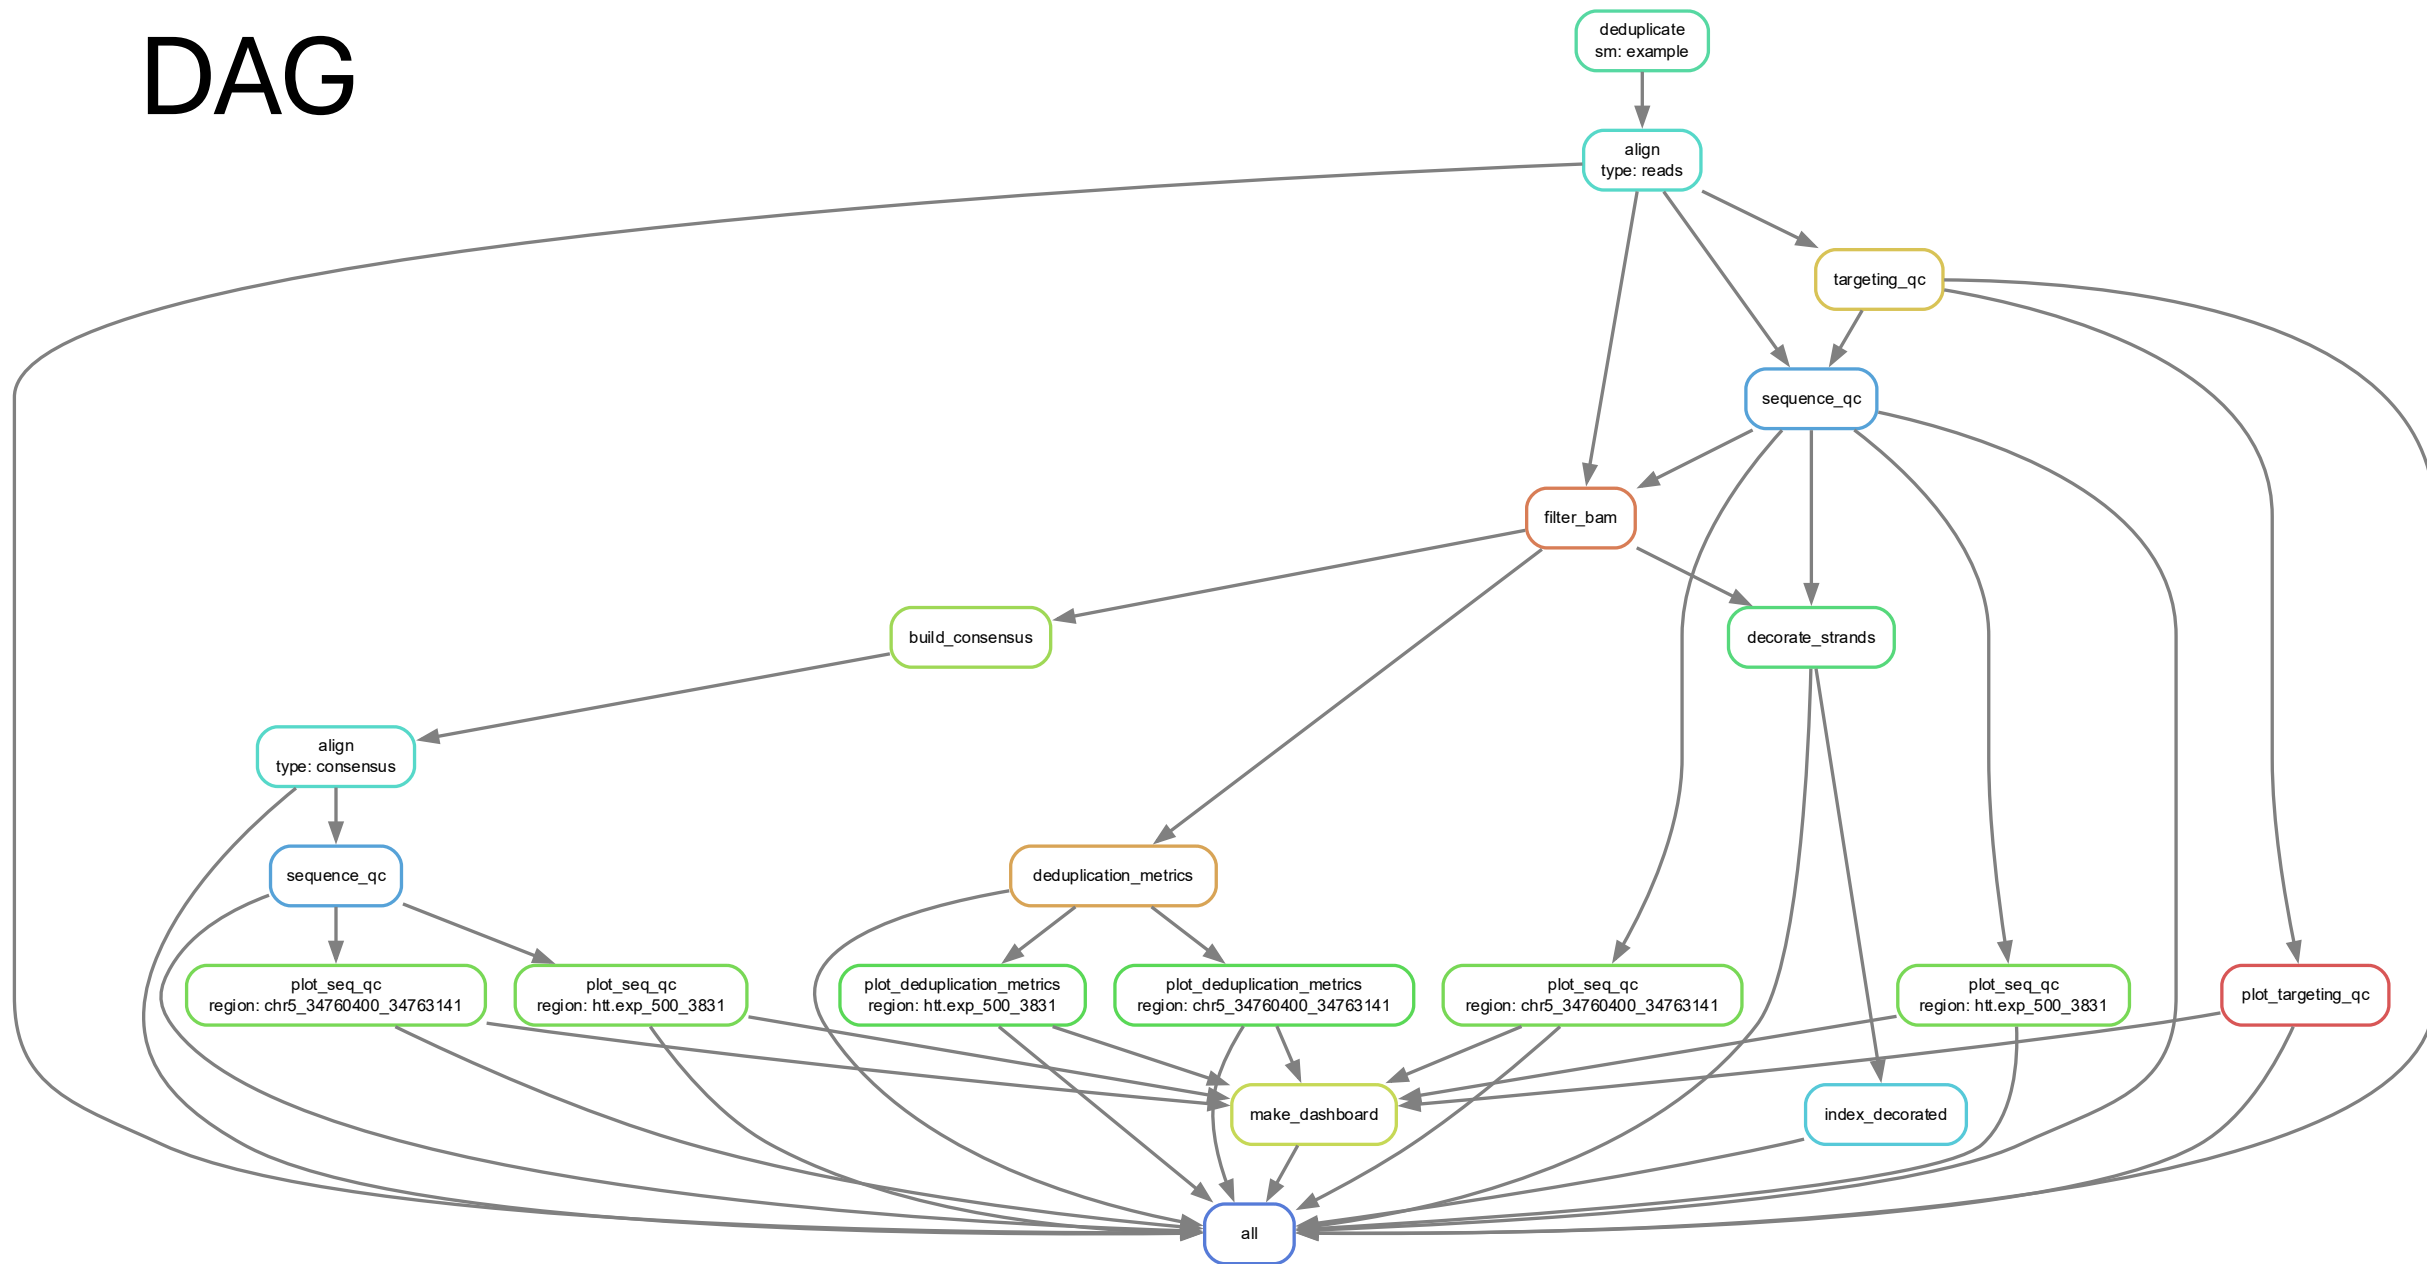 DAG
deduplicate
sm: example
align
type: reads
targeting_qc
sequence_qc
filter_bam
build_consensus
decorate_strands
align
type: consensus
sequence_qc
deduplication_metrics
plot_seq_qc
region: chr5_34760400_34763141
plot_seq_qc
region: htt.exp_500_3831
plot_deduplication_metrics
region: htt.exp_500_3831
plot_deduplication_metrics
region: chr5_34760400_34763141
plot_seq_qc
region: chr5_34760400_34763141
plot_seq_qc
region: htt.exp_500_3831
plot_targeting_qc
make_dashboard
index_decorated
all